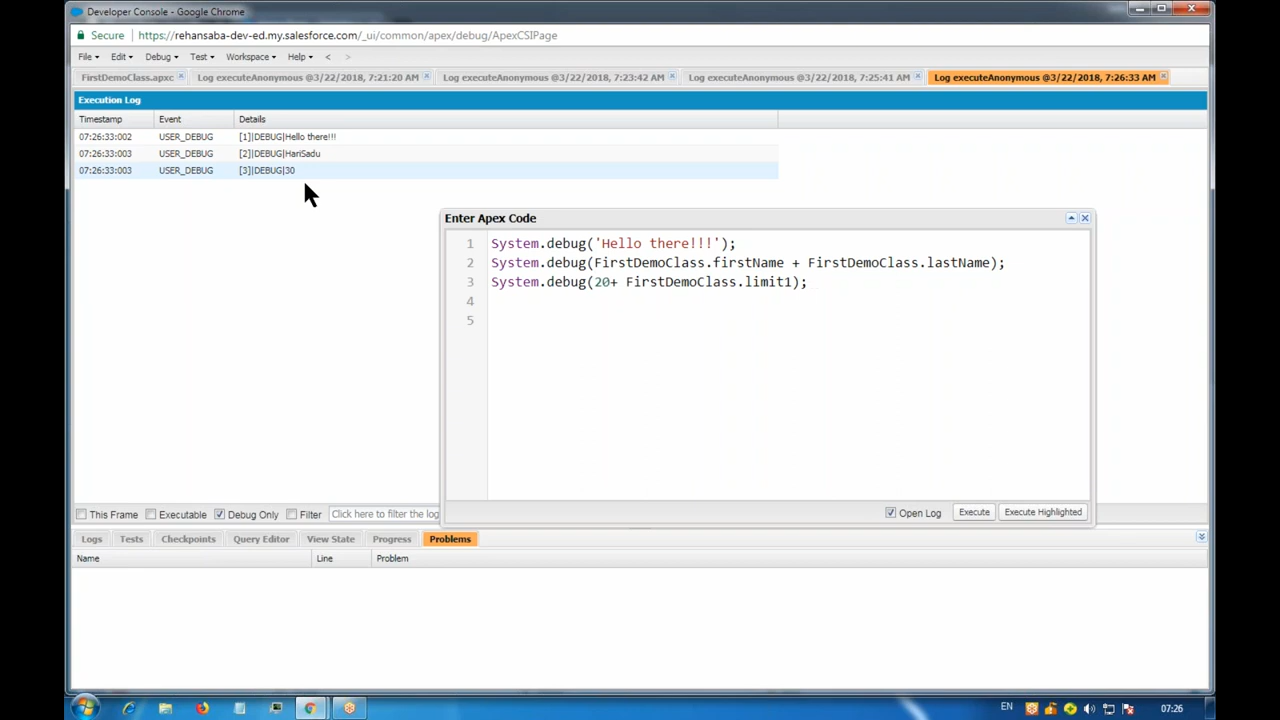 Developer Console - Google Chrome
Secure https://rehansaba-dev-ed.my.salesforce.com/_ui/common/apex/debug/ApexCSIPage
File Edit Debug Test Workspace Help < >
FirstDemoClass.apxc Log executeAnonymous @3/22/2018, 7:21:20 AM Log executeAnonymous @3/22/2018, 7:23:42 AM Log executeAnonymous @3/22/2018, 7:25:41 AM Log executeAnonymous @3/22/2018, 7:26:33 AM
Execution Log
Timestamp Event Details
07:26:33:002 USER_DEBUG [1]|DEBUG|Hello there!!!
07:26:33:003 USER_DEBUG [2]|DEBUG|HariSadu
07:26:33:003 USER_DEBUG [3]|DEBUG|30
Enter Apex Code
1 System.debug('Hello there!!!');
2 System.debug(FirstDemoClass.firstName + FirstDemoClass.lastName);
3 System.debug(20+ FirstDemoClass.limit1);
4
5
This Frame Executable Debug Only Filter Click here to filter the log
Open Log Execute Execute Highlighted
Logs Tests Checkpoints Query Editor View State Progress Problems
Name Line Problem
EN 07:26